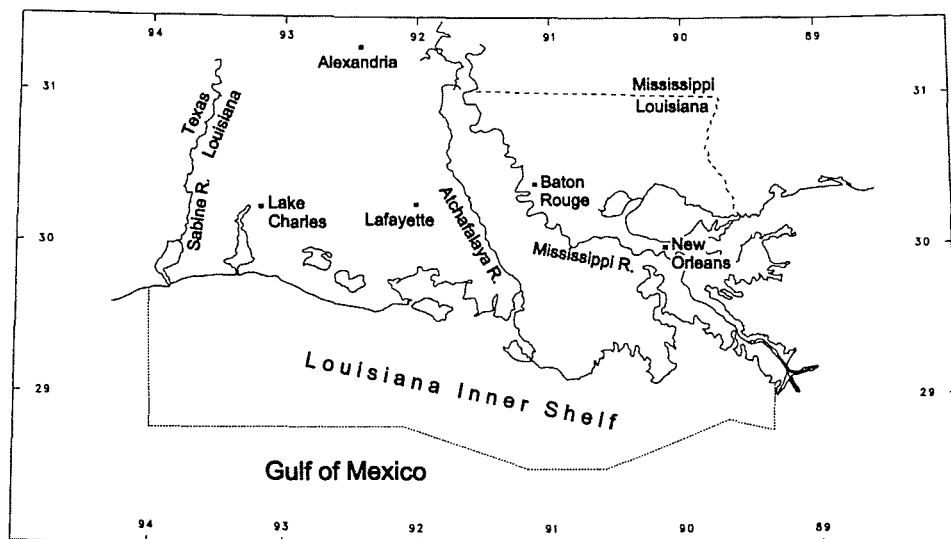 94 93 92 91 90 89
Alexandria
31
31
Mississippi
Louisiana
Texas
Louisiana
Sabine R.
Lake
Charles
Lafayette
Atchafalaya R.
Baton
Rouge
30
30
Mississippi R.
New
Orleans
29
29
Louisiana Inner Shelf
Gulf of Mexico
94 93 92 91 90 89